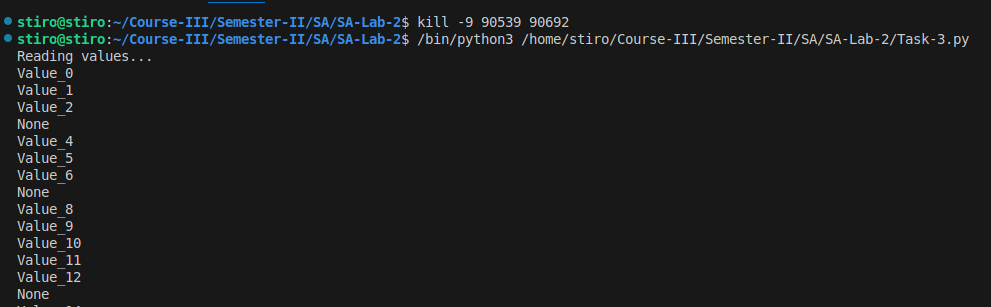 stiro@stiro:~/Course-III/Semester-II/SA/SA-Lab-2$ kill -9 90539 90692
stiro@stiro:~/Course-III/Semester-II/SA/SA-Lab-2$ /bin/python3 /home/stiro/Course-III/Semester-II/SA/SA-Lab-2/Task-3.py
Reading values...
Value_0
Value_1
Value_2
None
Value_4
Value_5
Value_6
None
Value_8
Value_9
Value_10
Value_11
Value_12
None